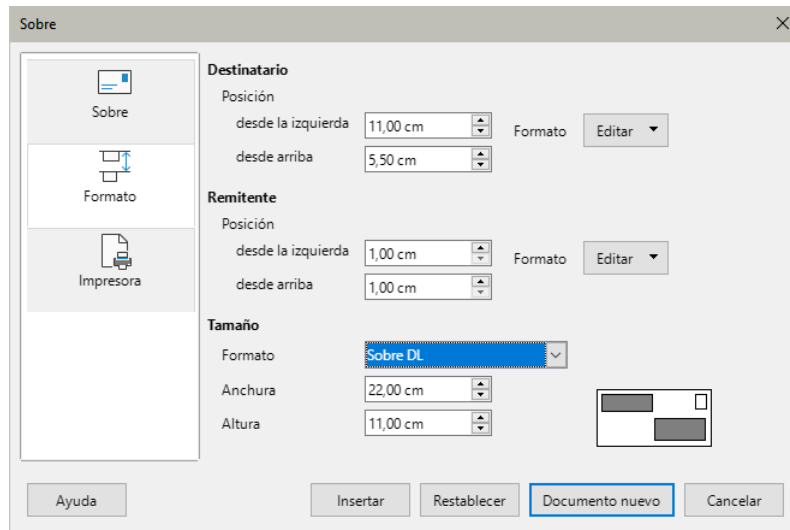 Sobre
Sobre
Formato
Impresora
Destinatario
Posición
desde la izquierda 11,00 cm Formato Editar
desde arriba 5,50 cm
Remitente
Posición
desde la izquierda 1,00 cm Formato Editar
desde arriba 1,00 cm
Tamaño
Formato Sobre DL
Anchura 22,00 cm
Altura 11,00 cm
Ayuda Insertar Restablecer Documento nuevo Cancelar